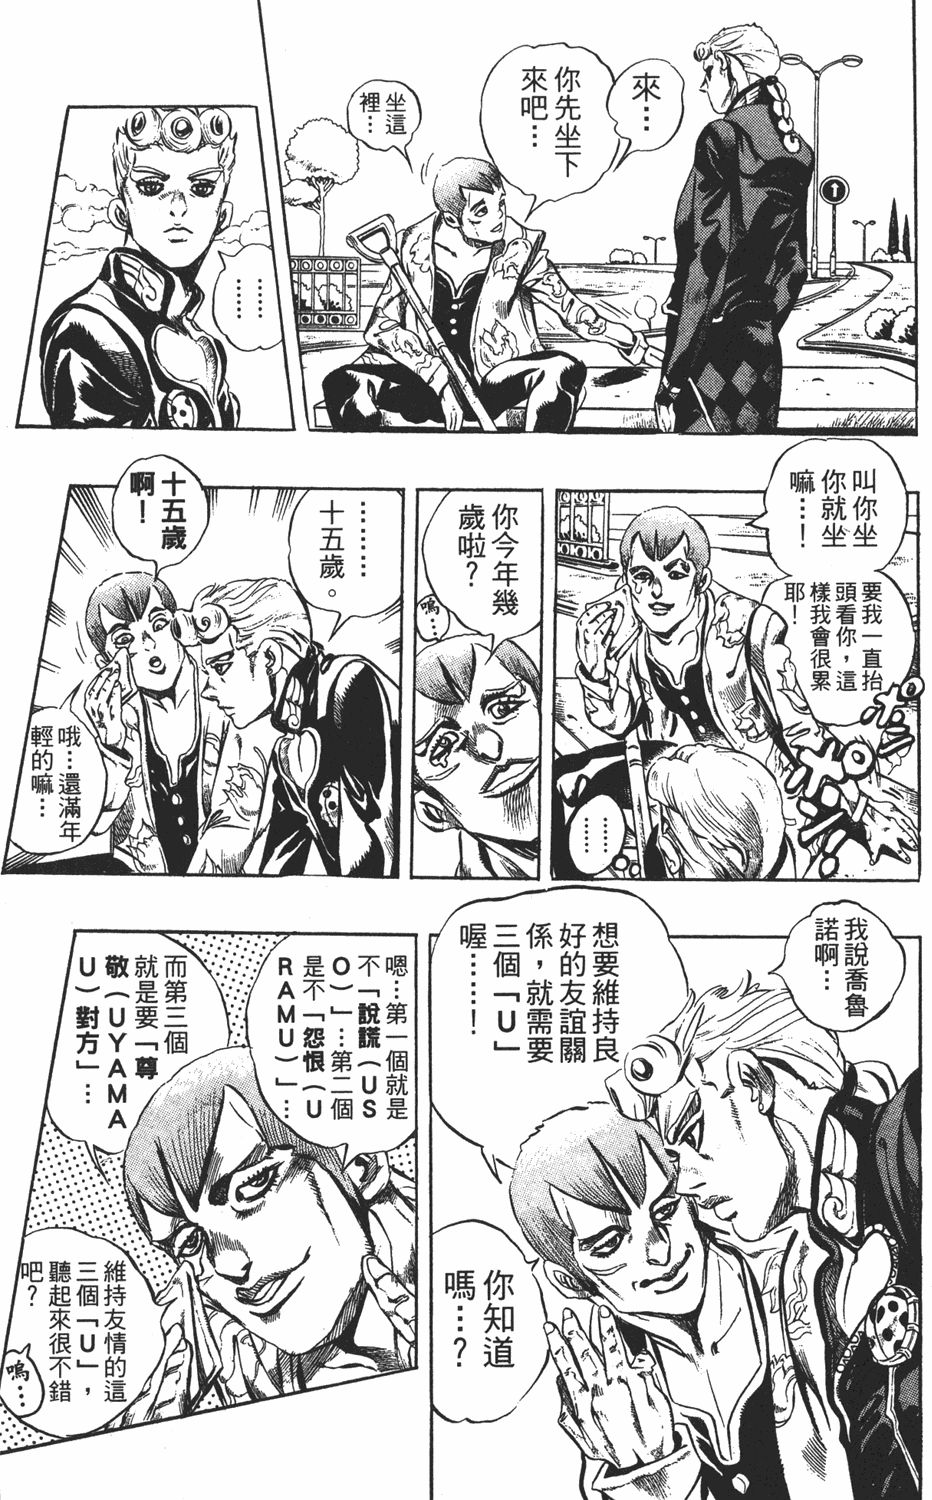 來…
你先坐下
來吧…
坐這
裡…
………
叫你坐
你就坐
嘛…！
要我一直抬
頭看你，這
樣我會很累
耶！
………
你今年幾
歲啦？
嗚…
………
十五歲。
十五歲
啊！
哦…還滿年
輕的嘛…
我說喬魯
諾啊…
想要維持良
好的友誼關
係，就需要
三個「U」
喔……！
你知道
嗎…？
嗯…第一個就是
不「說謊（US
O）」…第二個
是不「怨恨（U
RAMU）」…
而第三個
就是要「尊
敬（UYAMA
U）對方」…
維持友情的這
三個「U」，
聽起來很不錯
吧？
嗚…